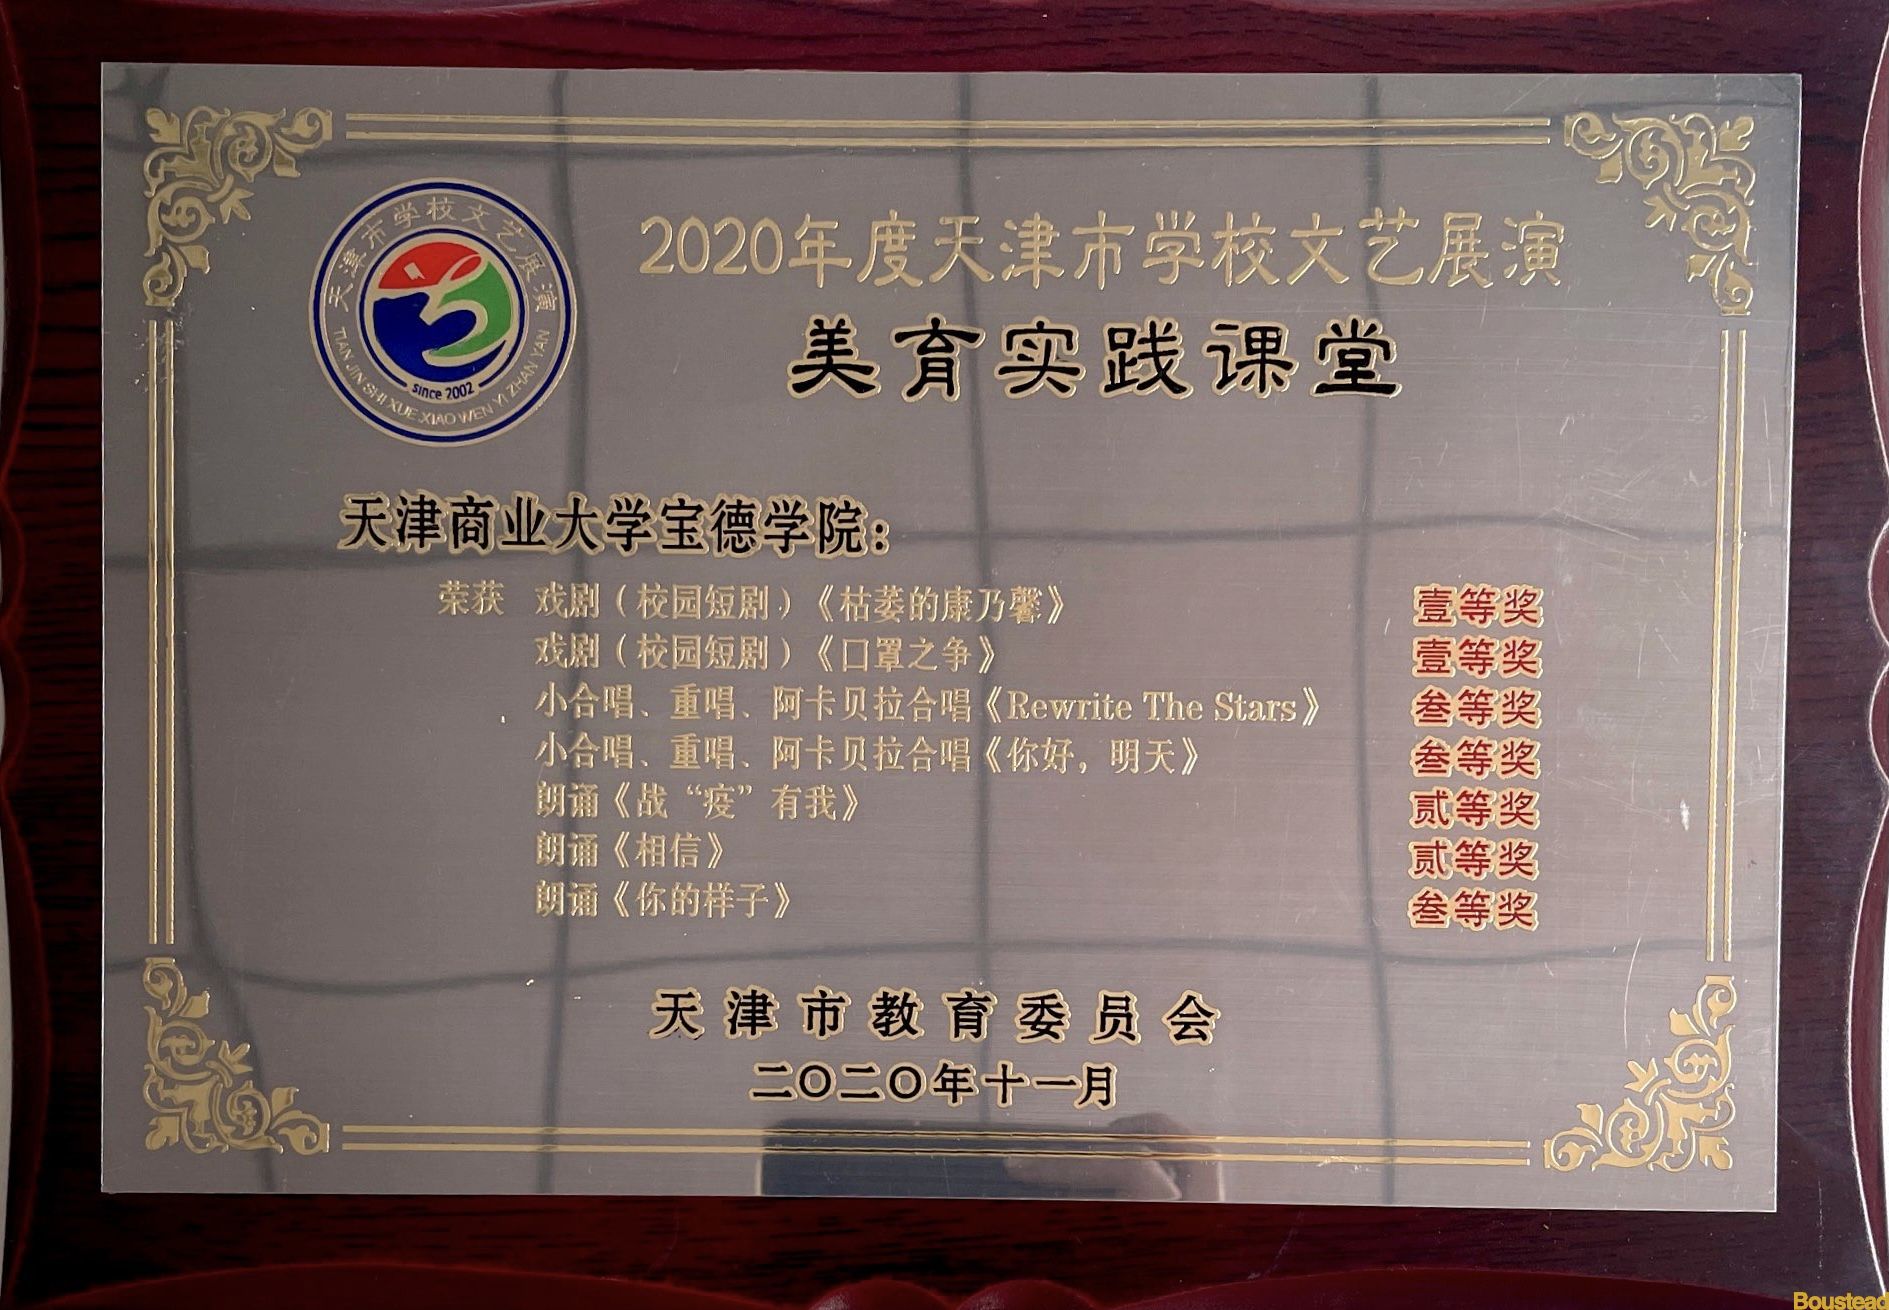 2020年度天津市学校文艺展演
美育实践课堂
天津市学校文艺展演
since 2002
TIAN JIN SHI XUE XIAO WEN YI ZHAN YAN
天津商业大学宝德学院：
荣获 戏剧（校园短剧）《枯萎的康乃馨》 壹等奖
戏剧（校园短剧）《口罩之争》 壹等奖
小合唱、重唱、阿卡贝拉合唱《Rewrite The Stars》 叁等奖
小合唱、重唱、阿卡贝拉合唱《你好，明天》 叁等奖
朗诵《战“疫”有我》 贰等奖
朗诵《相信》 贰等奖
朗诵《你的样子》 叁等奖
天津市教育委员会
二〇二〇年十一月
Boustead